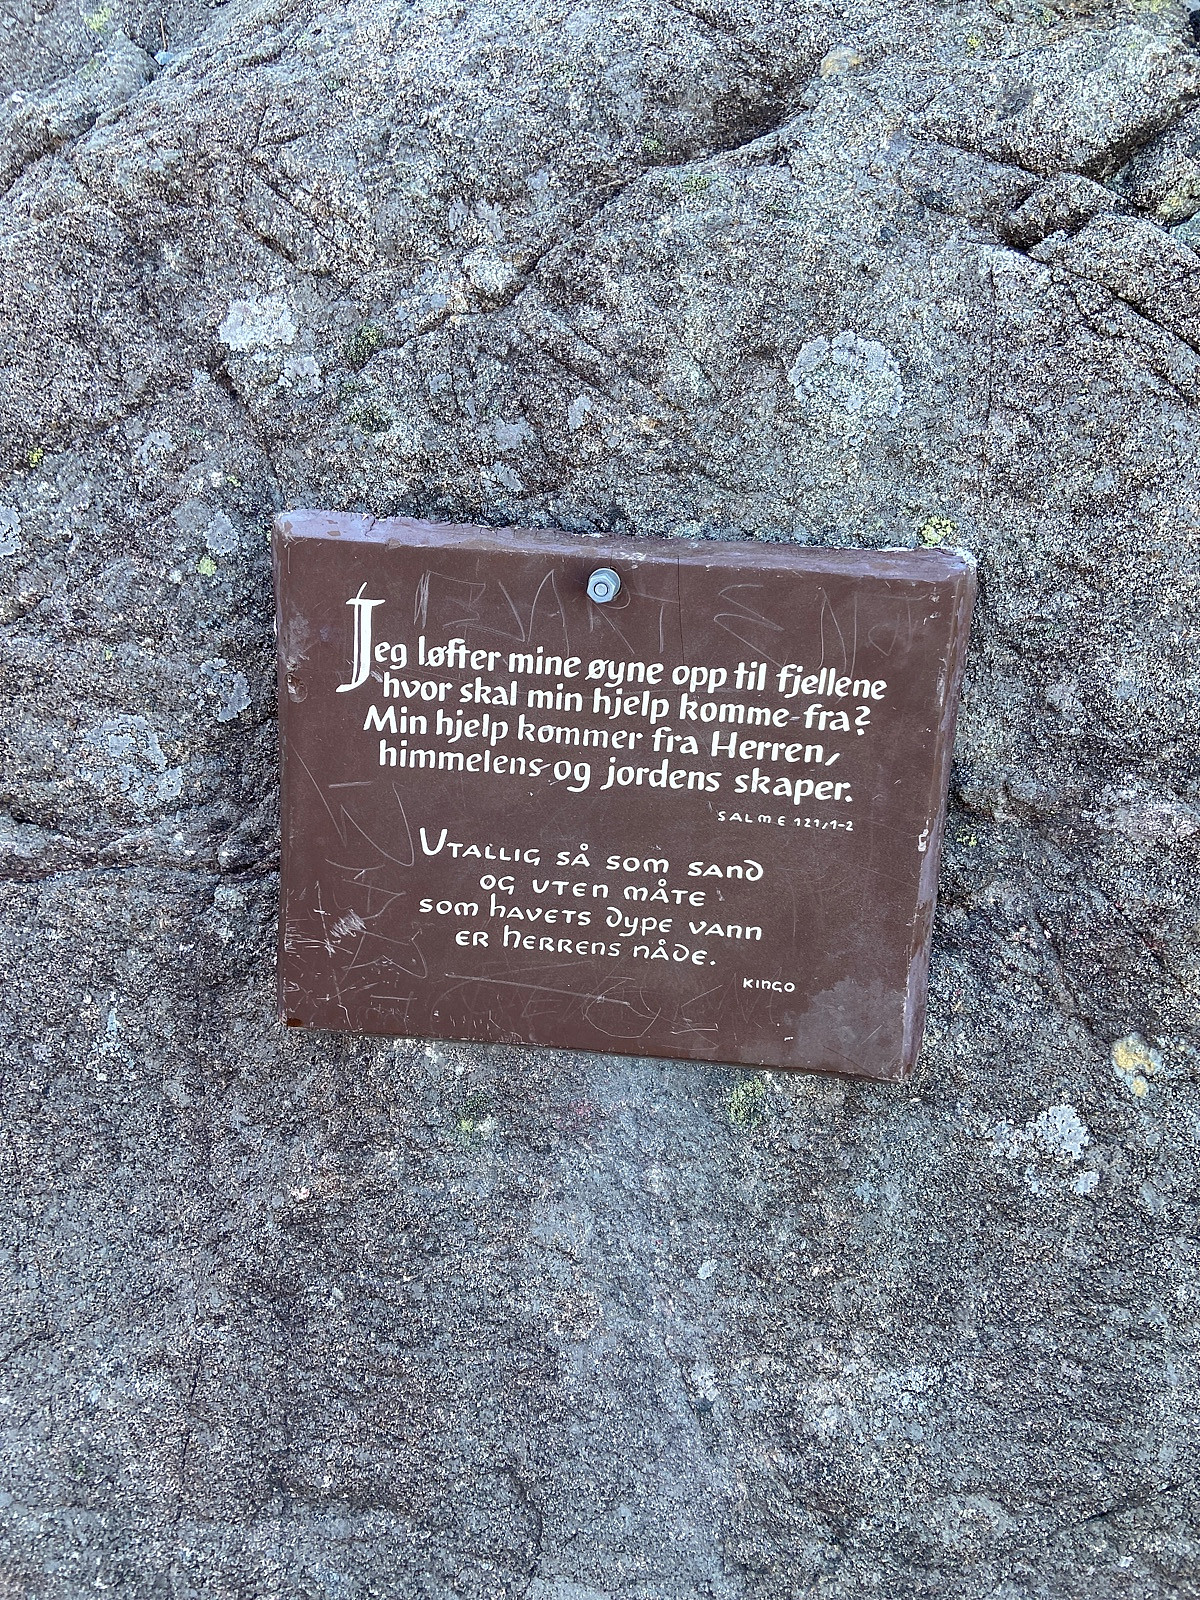 Jeg løfter mine øyne opp til fjellene
hvor skal min hjelp komme fra?
Min hjelp kommer fra Herren,
himmelens og jordens skaper.
SALME 121,1-2
UTALLIG SÅ SOM SAND
OG UTEN MÅTE
SOM HAVETS DYPE VANN
ER HERRENS NÅDE.
KINGO